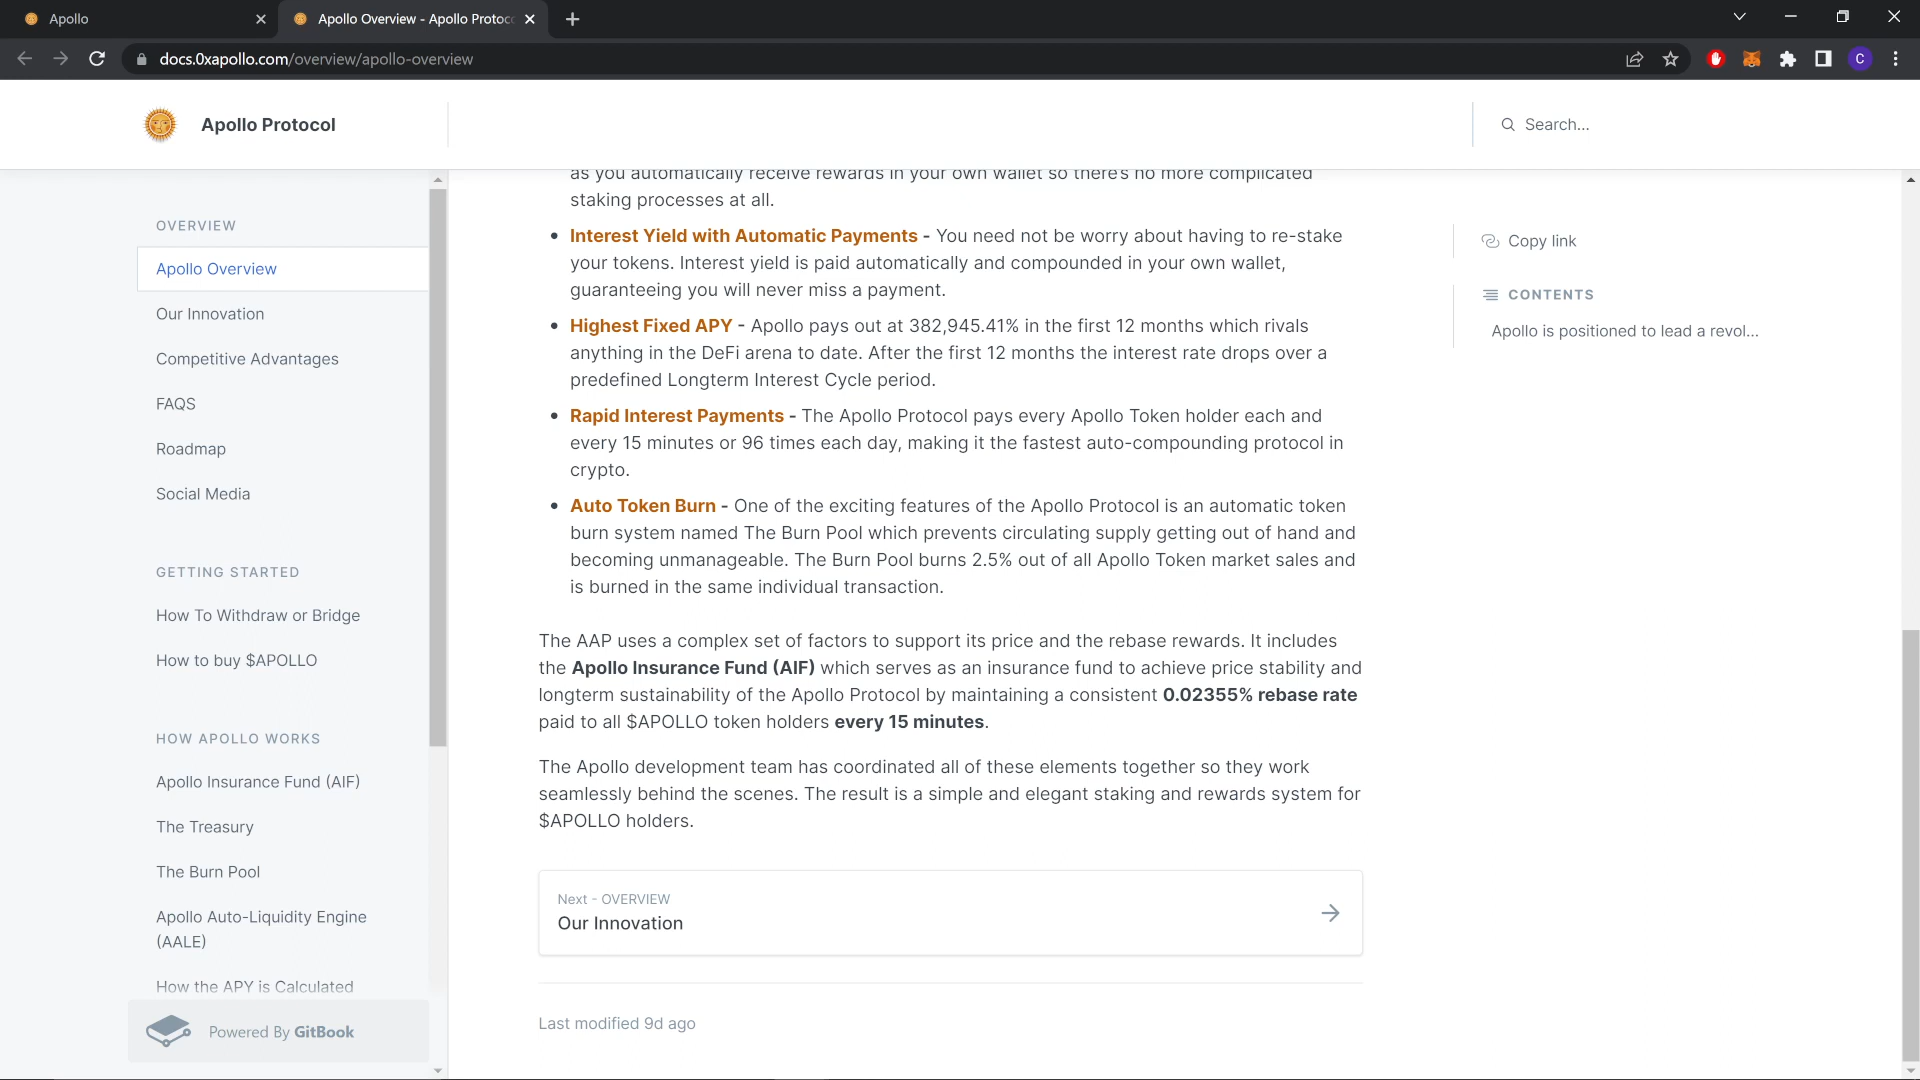 Apollo
Apollo Overview - Apollo Protoco
docs.0xapollo.com/overview/apollo-overview
C
Apollo Protocol
Search...
OVERVIEW
Apollo Overview
Our Innovation
Competitive Advantages
FAQS
Roadmap
Social Media
GETTING STARTED
How To Withdraw or Bridge
How to buy $APOLLO
HOW APOLLO WORKS
Apollo Insurance Fund (AIF)
The Treasury
The Burn Pool
Apollo Auto-Liquidity Engine
(AALE)
How the APY is Calculated
Powered By GitBook
as you automatically receive rewards in your own wallet so there's no more complicated
staking processes at all.
• Interest Yield with Automatic Payments - You need not be worry about having to re-stake
your tokens. Interest yield is paid automatically and compounded in your own wallet,
guaranteeing you will never miss a payment.
• Highest Fixed APY - Apollo pays out at 382,945.41% in the first 12 months which rivals
anything in the DeFi arena to date. After the first 12 months the interest rate drops over a
predefined Longterm Interest Cycle period.
• Rapid Interest Payments - The Apollo Protocol pays every Apollo Token holder each and
every 15 minutes or 96 times each day, making it the fastest auto-compounding protocol in
crypto.
• Auto Token Burn - One of the exciting features of the Apollo Protocol is an automatic token
burn system named The Burn Pool which prevents circulating supply getting out of hand and
becoming unmanageable. The Burn Pool burns 2.5% out of all Apollo Token market sales and
is burned in the same individual transaction.
The AAP uses a complex set of factors to support its price and the rebase rewards. It includes
the Apollo Insurance Fund (AIF) which serves as an insurance fund to achieve price stability and
longterm sustainability of the Apollo Protocol by maintaining a consistent 0.02355% rebase rate
paid to all $APOLLO token holders every 15 minutes.
The Apollo development team has coordinated all of these elements together so they work
seamlessly behind the scenes. The result is a simple and elegant staking and rewards system for
$APOLLO holders.
Next - OVERVIEW
Our Innovation
Last modified 9d ago
Copy link
CONTENTS
Apollo is positioned to lead a revol...